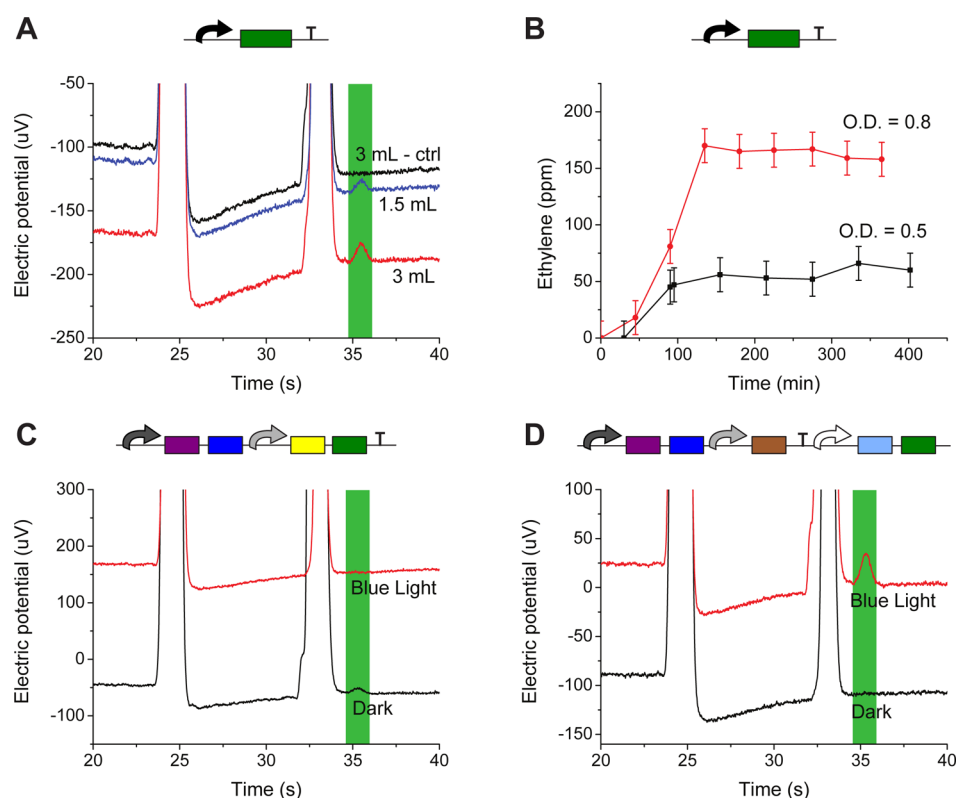 A
T
-50
-100
-150
-200
-250
Electric potential (uV)
3 mL - ctrl
1.5 mL
3 mL
20 25 30 35 40
Time (s)
B
T
200
150
100
50
0
Ethylene (ppm)
O.D. = 0.8
O.D. = 0.5
0 100 200 300 400
Time (min)
C
T
300
200
100
0
-100
Electric potential (uV)
Blue Light
Dark
20 25 30 35 40
Time (s)
D
T
100
50
0
-50
-100
-150
Electric potential (uV)
Blue Light
Dark
20 25 30 35 40
Time (s)